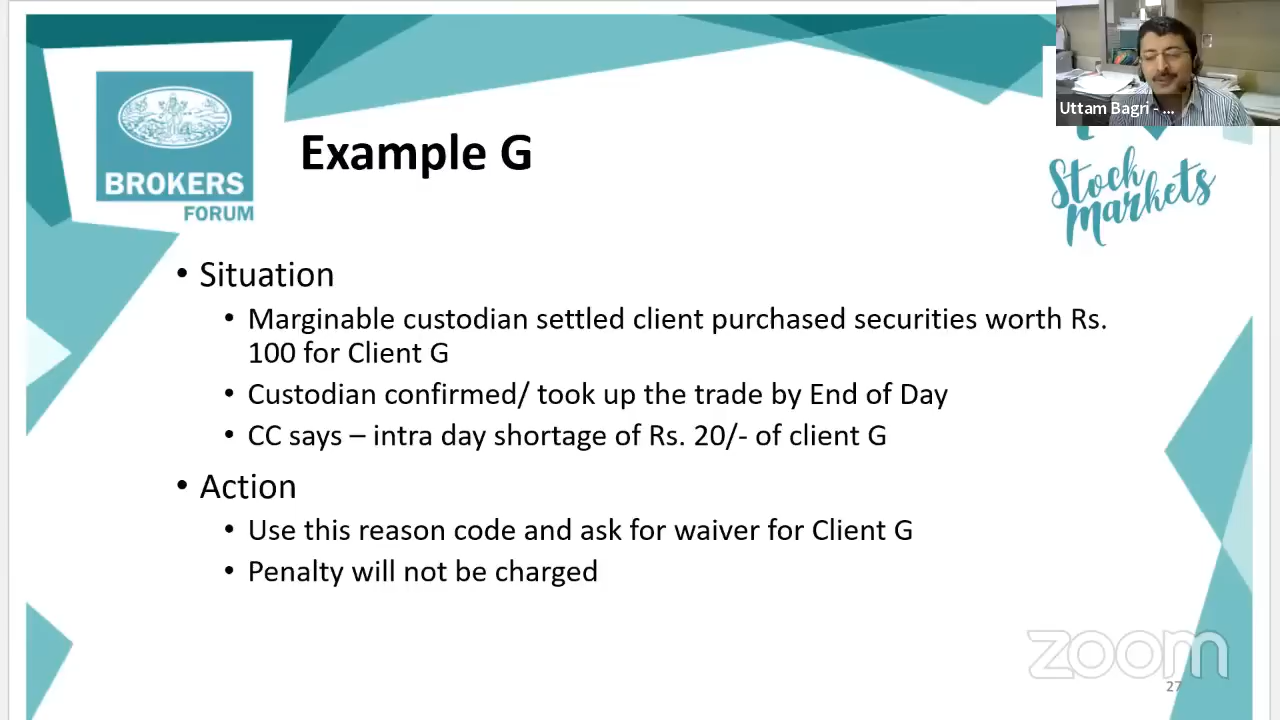 Uttam Bagri - ...
BROKERS
FORUM
Example G
Stock
markets
• Situation
• Marginable custodian settled client purchased securities worth Rs.
100 for Client G
• Custodian confirmed/ took up the trade by End of Day
• CC says – intra day shortage of Rs. 20/- of client G
• Action
• Use this reason code and ask for waiver for Client G
• Penalty will not be charged
zoom
27